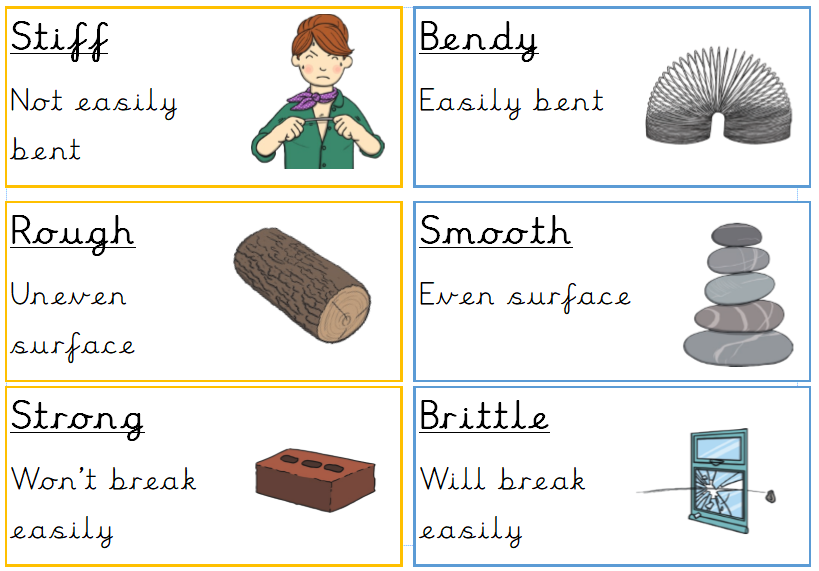 Stiff
Not easily
bent
Bendy
Easily bent
Rough
Uneven
surface
Smooth
Even surface
Strong
Won't break
easily
Brittle
Will break
easily